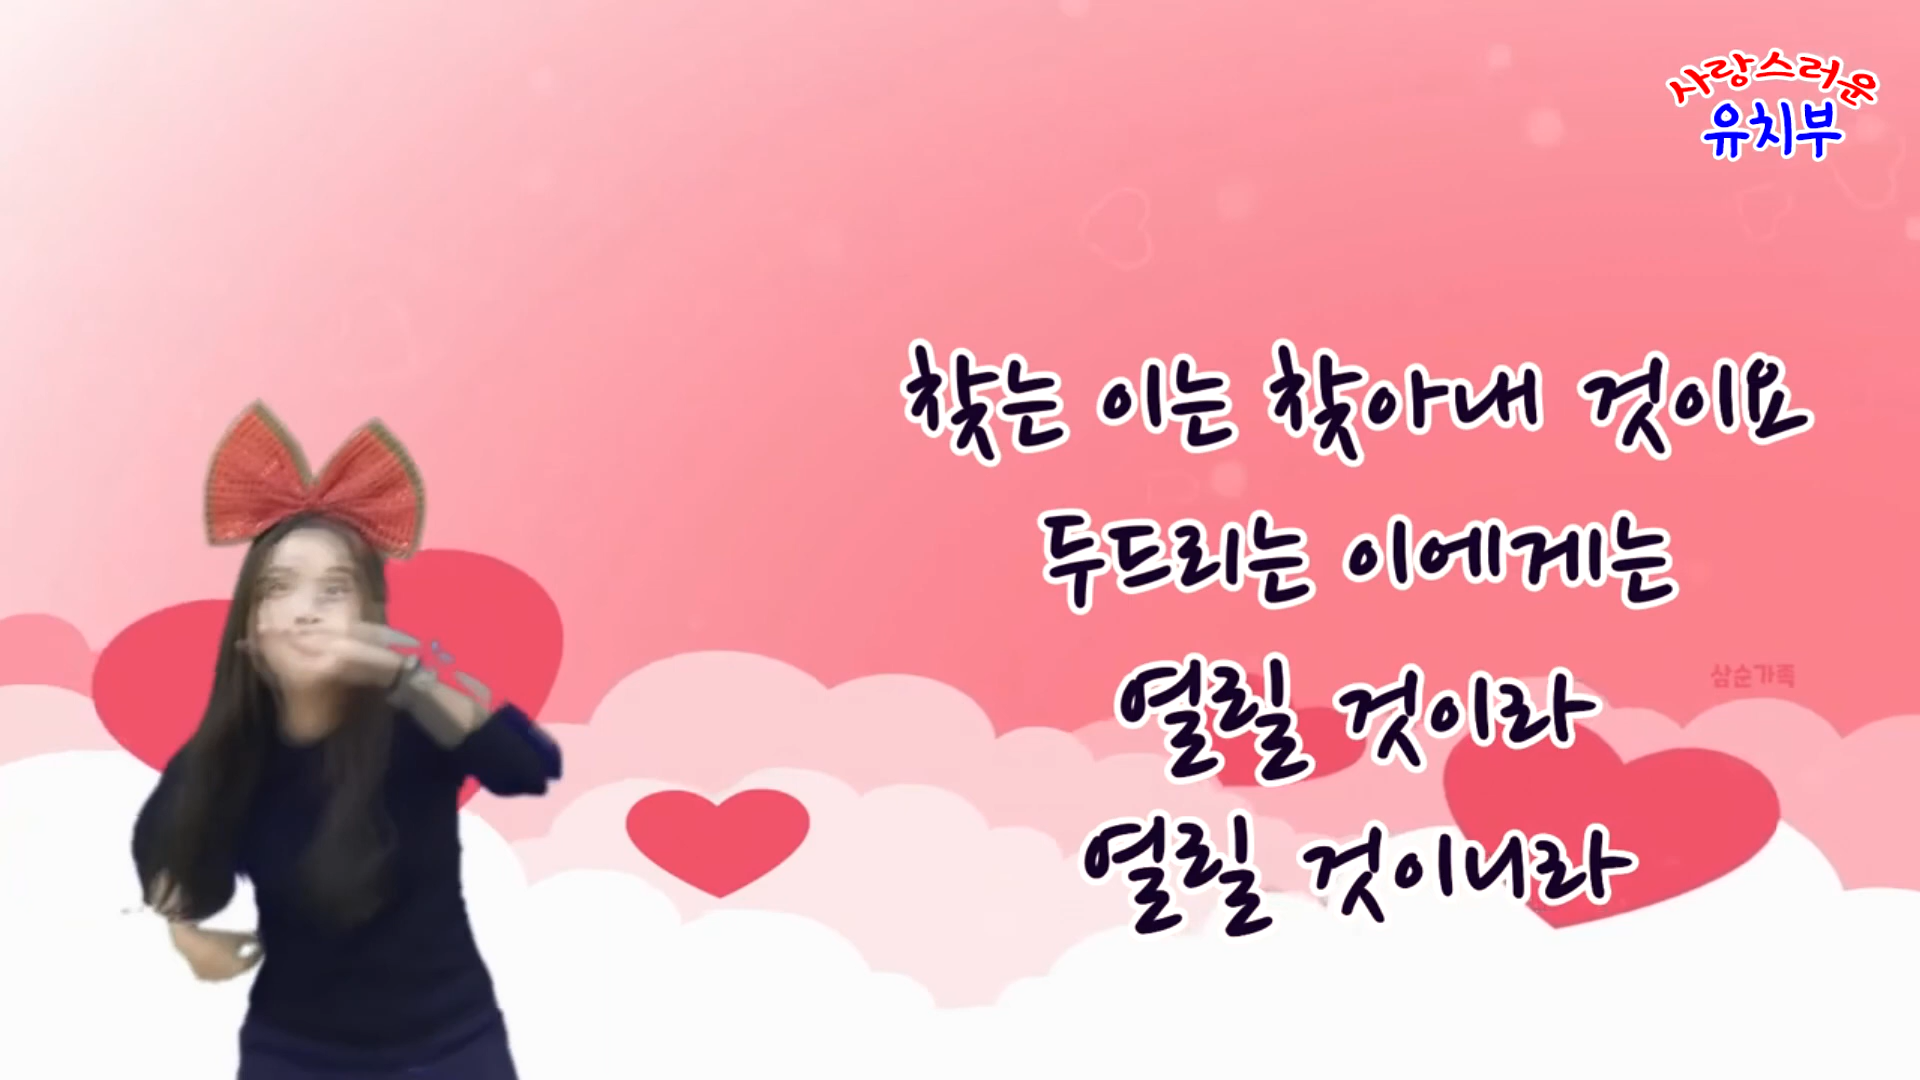 사랑스러운
유치부
찾는 이는 찾아내 것이요
두드리는 이에게는
열릴 것이라
열릴 것이니라
삼순가족